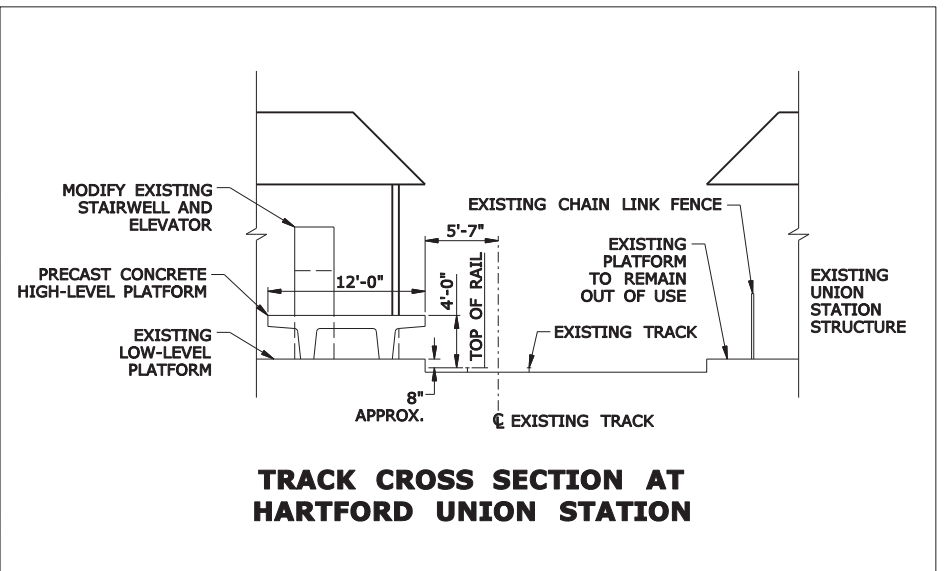 MODIFY EXISTING
STAIRWELL AND
ELEVATOR
EXISTING CHAIN LINK FENCE
5'-7"
EXISTING
PLATFORM
TO REMAIN
OUT OF USE
PRECAST CONCRETE
HIGH-LEVEL PLATFORM
12'-0"
4'-0"
TOP OF RAIL
EXISTING
UNION
STATION
STRUCTURE
EXISTING
LOW-LEVEL
PLATFORM
EXISTING TRACK
8"
APPROX.
℄ EXISTING TRACK
TRACK CROSS SECTION AT
HARTFORD UNION STATION